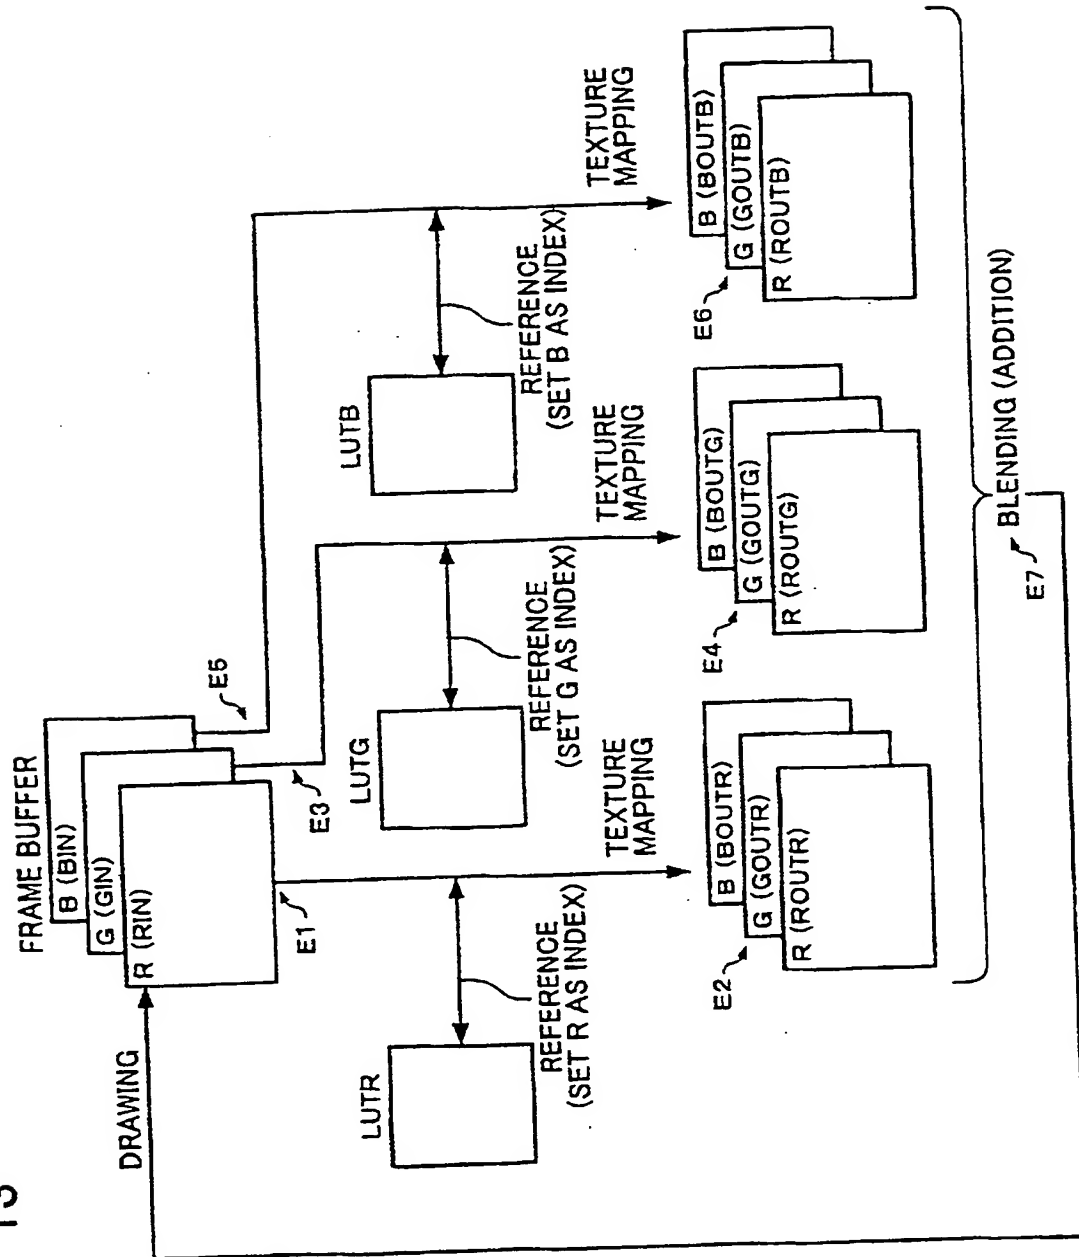 13
FRAME BUFFER
B (BIN)
G (GIN)
R (RIN)
DRAWING
E1
E3
E5
LUTR
REFERENCE
(SET R AS INDEX)
LUTG
REFERENCE
(SET G AS INDEX)
LUTB
REFERENCE
(SET B AS INDEX)
TEXTURE
MAPPING
TEXTURE
MAPPING
TEXTURE
MAPPING
E2
B (BOUTR)
G (GOUTR)
R (ROUTR)
E4
B (BOUTG)
G (GOUTG)
R (ROUTG)
E6
B (BOUTB)
G (GOUTB)
R (ROUTB)
E7
BLENDING (ADDITION)